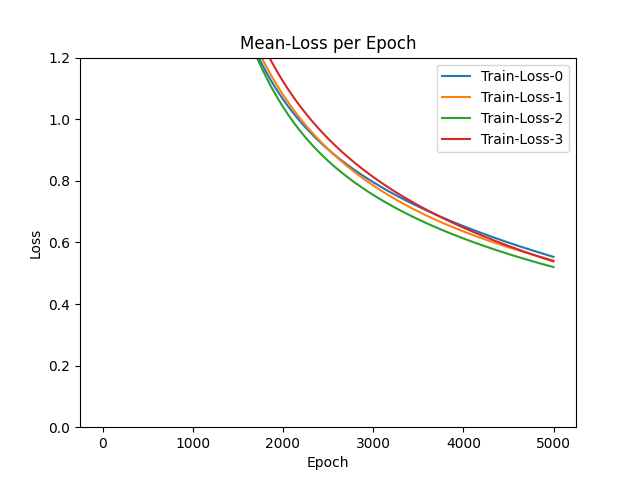 Mean-Loss per Epoch
Train-Loss-0
Train-Loss-1
Train-Loss-2
Train-Loss-3
Loss
1.2
1.0
0.8
0.6
0.4
0.2
0.0
0 1000 2000 3000 4000 5000
Epoch